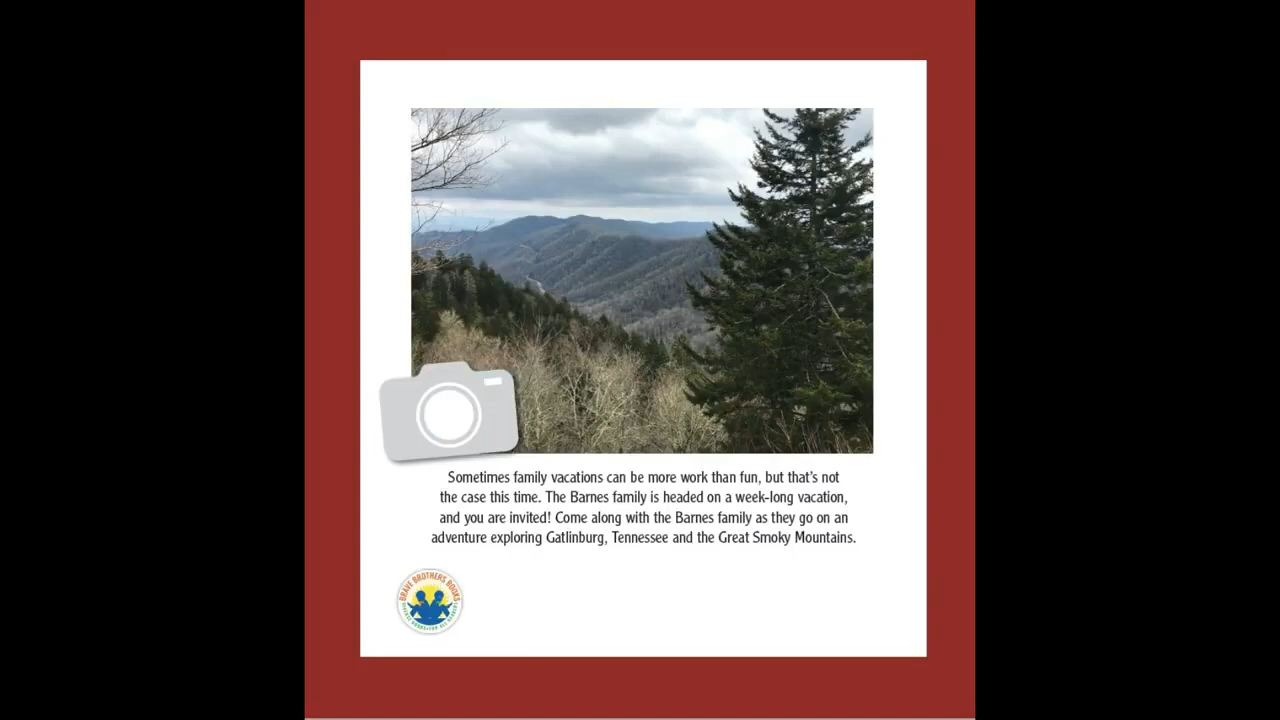 Sometimes family vacations can be more work than fun, but that's not
the case this time. The Barnes family is headed on a week-long vacation,
and you are invited! Come along with the Barnes family as they go on an
adventure exploring Gatlinburg, Tennessee and the Great Smoky Mountains.
BRAVE BROTHERS BOOKS